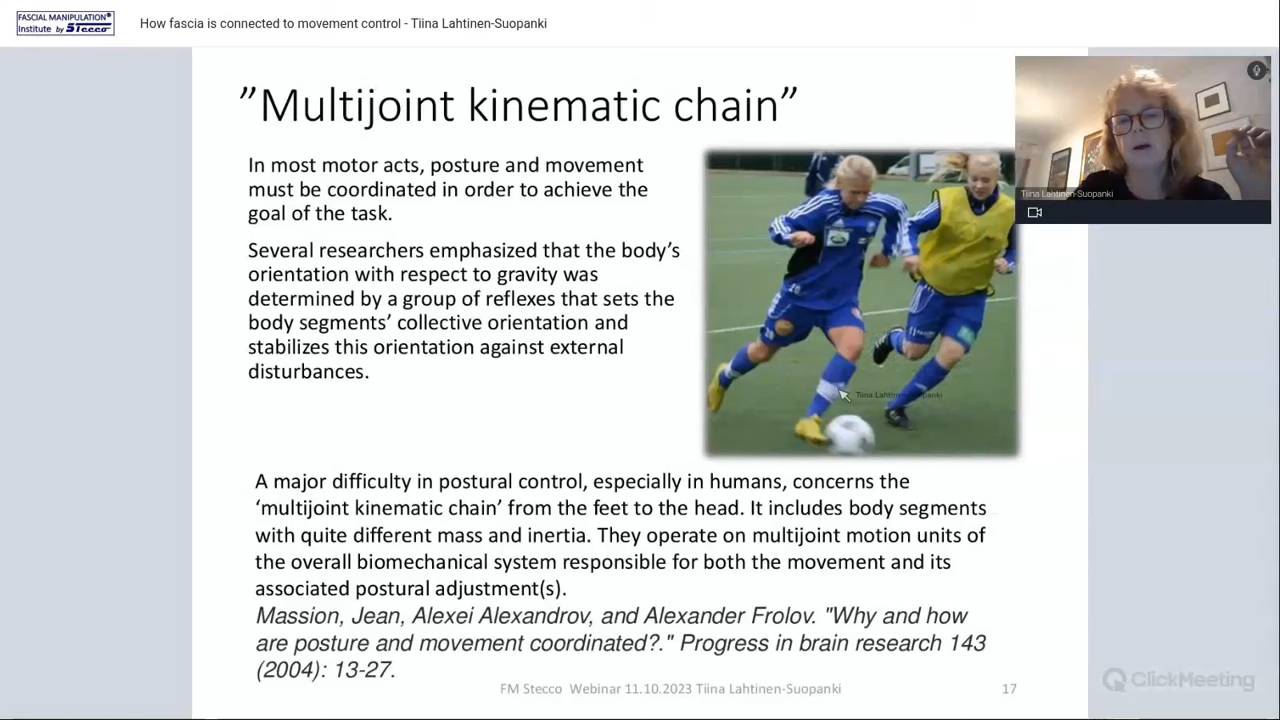 FASCIAL MANIPULATION®
Institute by Stecco
How fascia is connected to movement control - Tiina Lahtinen-Suopanki
”Multijoint kinematic chain”
In most motor acts, posture and movement
must be coordinated in order to achieve the
goal of the task.
Several researchers emphasized that the body’s
orientation with respect to gravity was
determined by a group of reflexes that sets the
body segments’ collective orientation and
stabilizes this orientation against external
disturbances.
Tiina Lahtinen-Suopanki
Tiina Lahtinen-Suopanki
A major difficulty in postural control, especially in humans, concerns the
‘multijoint kinematic chain’ from the feet to the head. It includes body segments
with quite different mass and inertia. They operate on multijoint motion units of
the overall biomechanical system responsible for both the movement and its
associated postural adjustment(s).
Massion, Jean, Alexei Alexandrov, and Alexander Frolov. "Why and how
are posture and movement coordinated?." Progress in brain research 143
(2004): 13-27.
FM Stecco Webinar 11.10.2023 Tiina Lahtinen-Suopanki
17
ClickMeeting